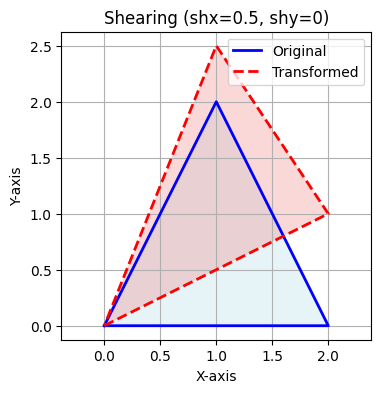 Shearing (shx=0.5, shy=0)
Original
Transformed
2.5
2.0
1.5
1.0
0.5
0.0
Y-axis
0.0 0.5 1.0 1.5 2.0
X-axis